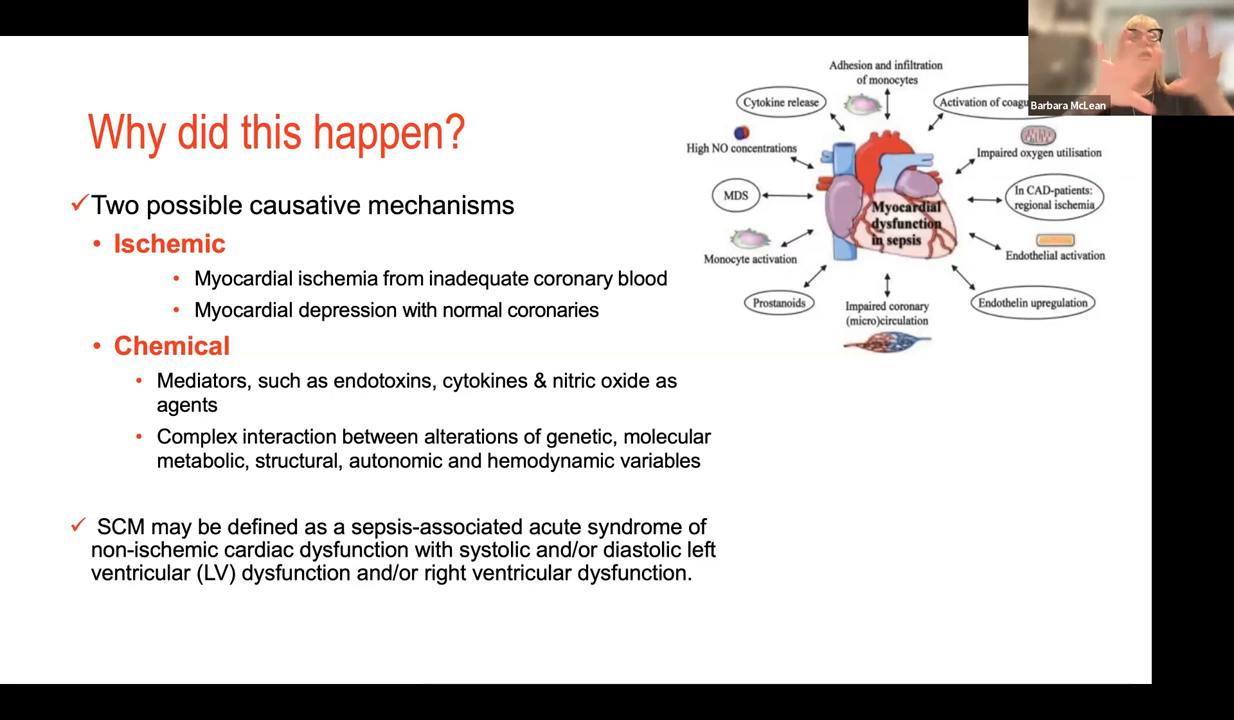 Why did this happen?
✓Two possible causative mechanisms
• Ischemic
• Myocardial ischemia from inadequate coronary blood
• Myocardial depression with normal coronaries
• Chemical
• Mediators, such as endotoxins, cytokines & nitric oxide as
agents
• Complex interaction between alterations of genetic, molecular
metabolic, structural, autonomic and hemodynamic variables
✓ SCM may be defined as a sepsis-associated acute syndrome of
non-ischemic cardiac dysfunction with systolic and/or diastolic left
ventricular (LV) dysfunction and/or right ventricular dysfunction.
Adhesion and infiltration
of monocytes
Cytokine release
Activation of
Barbara McLean
High NO concentrations
Impaired oxygen utilisation
MDS
In CAD-patients:
regional ischemia
Myocardial
dysfunction
in sepsis
Monocyte activation
Endothelial activation
Prostanoids
Impaired coronary
(micro)circulation
Endothelin upregulation